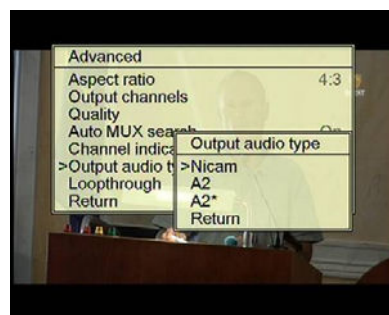 Advanced
Aspect ratio 4:3
Output channels
Quality
Auto MUX search On
Channel indica
>Output audio t
Loopthrough
Return
Output audio type
>Nicam
A2
A2*
Return